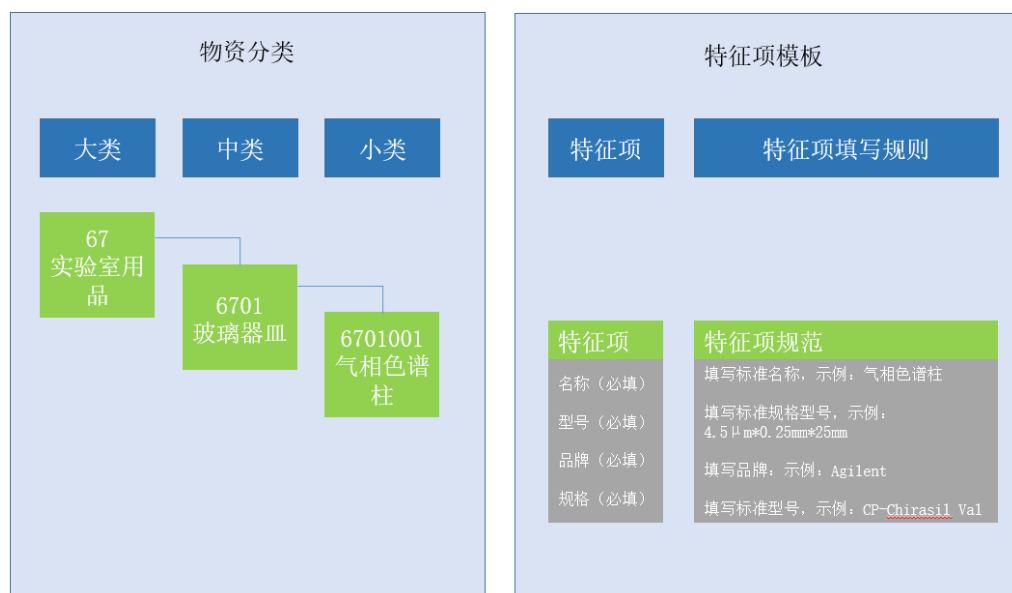 物资分类
大类
中类
小类
67
实验室用
品
6701
玻璃器皿
6701001
气相色谱
柱
特征项模板
特征项
特征项填写规则
特征项
特征项规范
名称（必填）
填写标准名称，示例：气相色谱柱
型号（必填）
填写标准规格型号，示例：
4.5μm*0.25mm*25mm
品牌（必填）
填写品牌：示例：Agilent
规格（必填）
填写标准型号，示例：CP-Chirasil Val